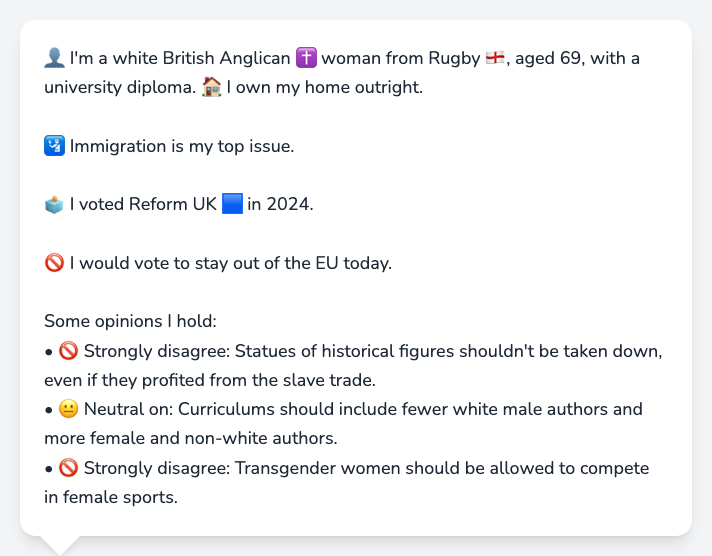 👤 I'm a white British Anglican ✝️ woman from Rugby 🏴󠁧󠁢󠁥󠁮󠁧󠁿, aged 69, with a
university diploma. 🏠 I own my home outright.
🛂 Immigration is my top issue.
🗳️ I voted Reform UK 🟦 in 2024.
🚫 I would vote to stay out of the EU today.
Some opinions I hold:
• 🚫 Strongly disagree: Statues of historical figures shouldn't be taken down,
even if they profited from the slave trade.
• 😐 Neutral on: Curriculums should include fewer white male authors and
more female and non-white authors.
• 🚫 Strongly disagree: Transgender women should be allowed to compete
in female sports.